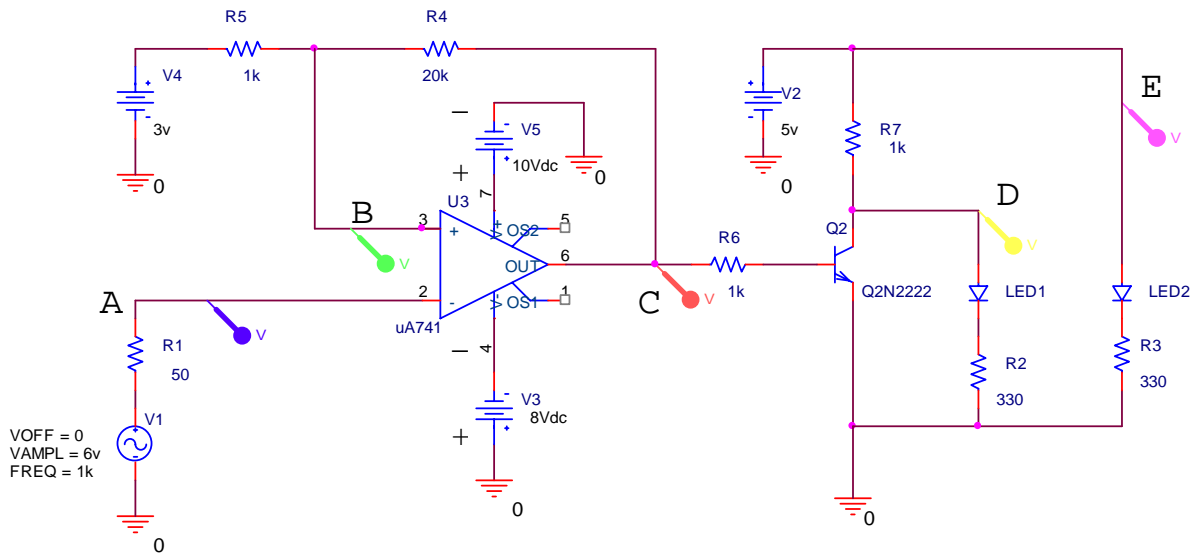 R5
R4
1k
20k
V4
3v
0
V5
10Vdc
0
V2
5v
0
R7
1k
E
V
B
V
U3
3
+
7
V+
OS2
5
OUT
6
2
-
V-
OS1
1
uA741
4
A
V
R1
50
V3
8Vdc
0
V1
VOFF = 0
VAMPL = 6v
FREQ = 1k
0
C
V
R6
1k
Q2
Q2N2222
D
V
LED1
LED2
R2
330
R3
330
0